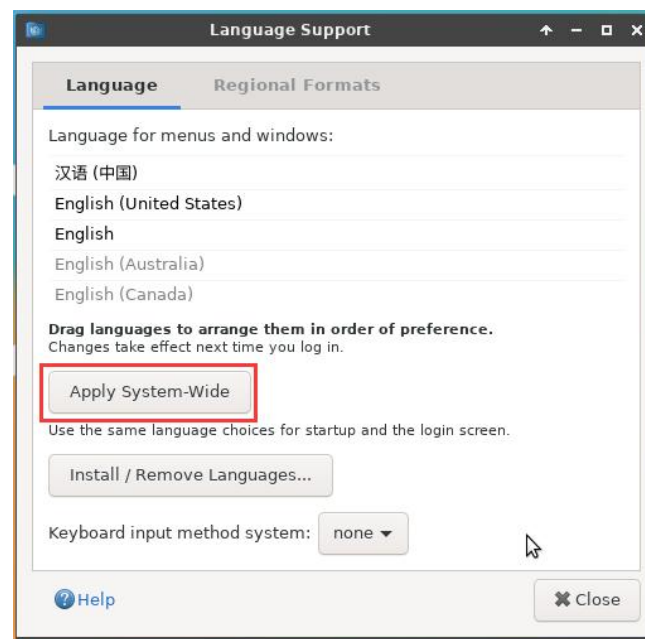 Language Support
Language Regional Formats
Language for menus and windows:
汉语 (中国)
English (United States)
English
English (Australia)
English (Canada)
Drag languages to arrange them in order of preference.
Changes take effect next time you log in.
Apply System-Wide
Use the same language choices for startup and the login screen.
Install / Remove Languages...
Keyboard input method system: none
Help Close